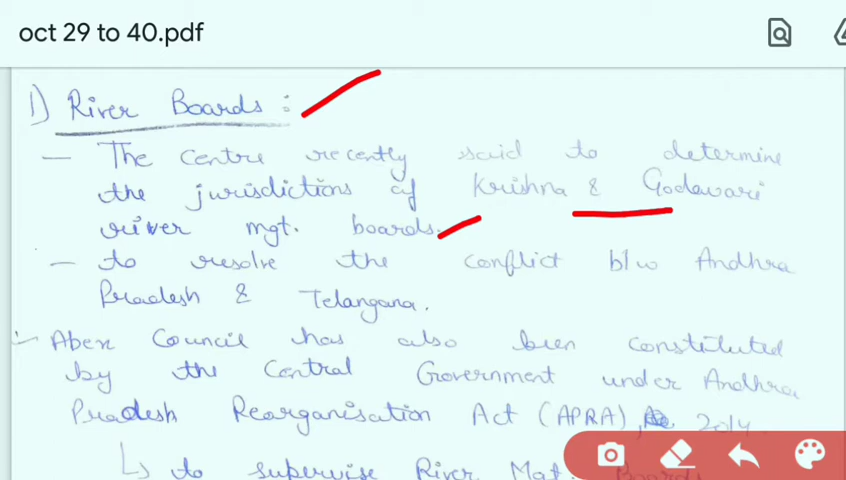 oct 29 to 40.pdf
1) River Boards :
— The Centre recently said to determine
the jurisdictions of Krishna & Godavari
river mgt. boards.
— to resolve the conflict b/w Andhra
Pradesh & Telangana.
Apex Council has also been constituted
by the Central Government under Andhra
Pradesh Reorganisation Act (APRA), 2014.
↳ to supervise River Mgt. Boards